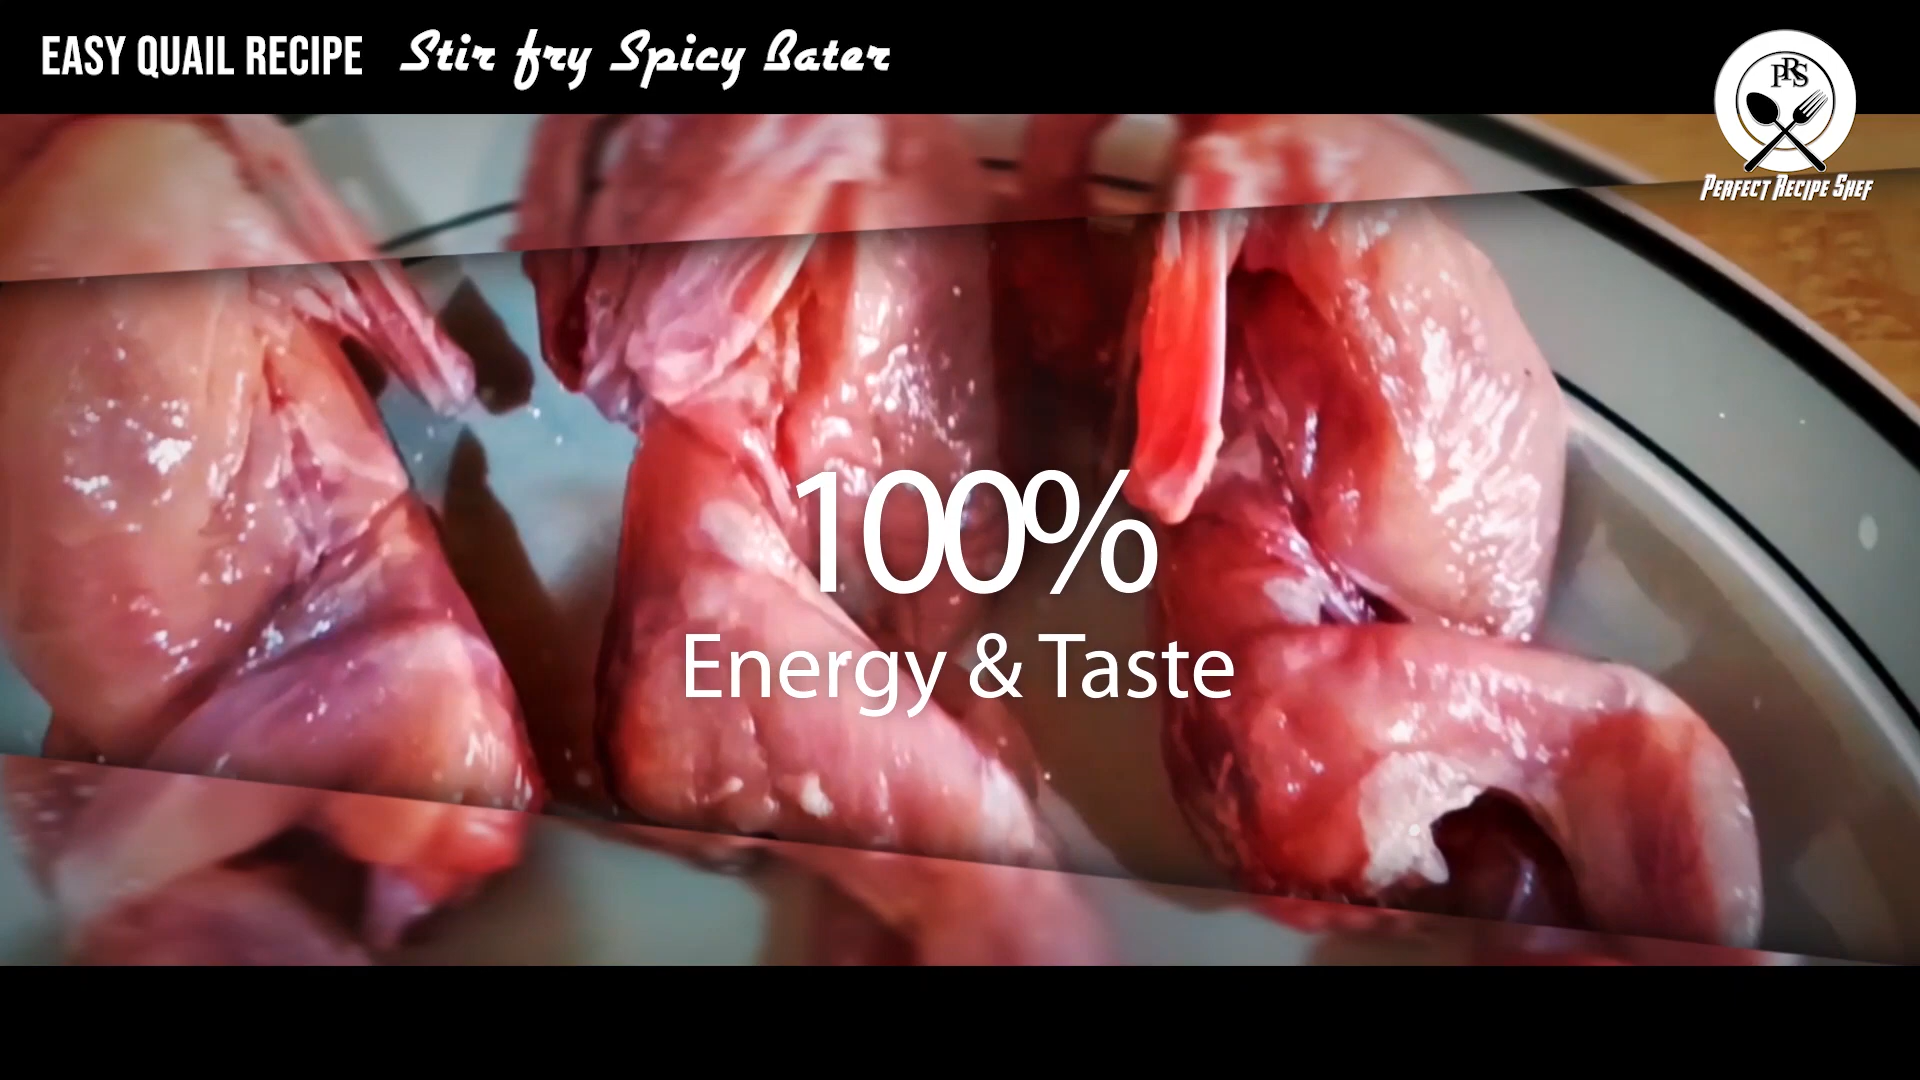 EASY QUAIL RECIPE Stir fry Spicy Bater
PRS
PERFECT RECIPE SHEF
100%
Energy & Taste